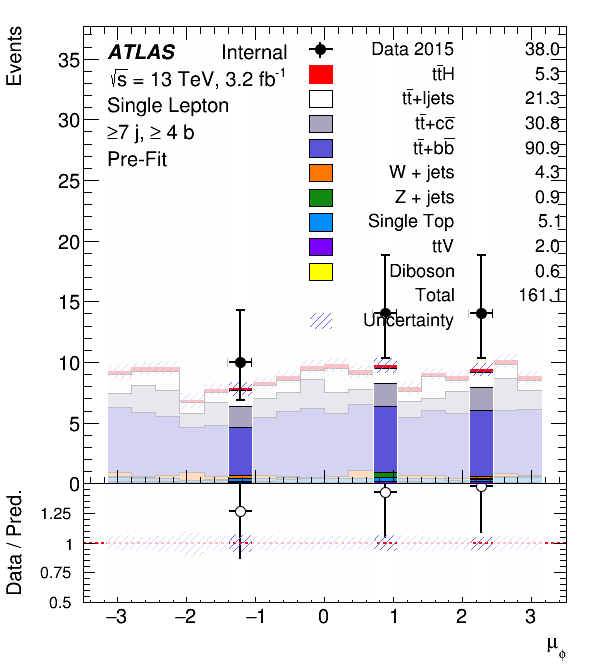 Events
ATLAS Internal
√s = 13 TeV, 3.2 fb⁻¹
Single Lepton
≥7 j, ≥ 4 b
Pre-Fit
Data 2015 38.0
tt̄H 5.3
tt̄+ljets 21.3
tt̄+cc̄ 30.8
tt̄+bb̄ 90.9
W + jets 4.3
Z + jets 0.9
Single Top 5.1
ttV 2.0
Diboson 0.6
Total 161.1
Uncertainty
35
30
25
20
15
10
5
0
Data / Pred.
1.25
1
0.75
0.5
−3 −2 −1 0 1 2 3
μ_ϕ